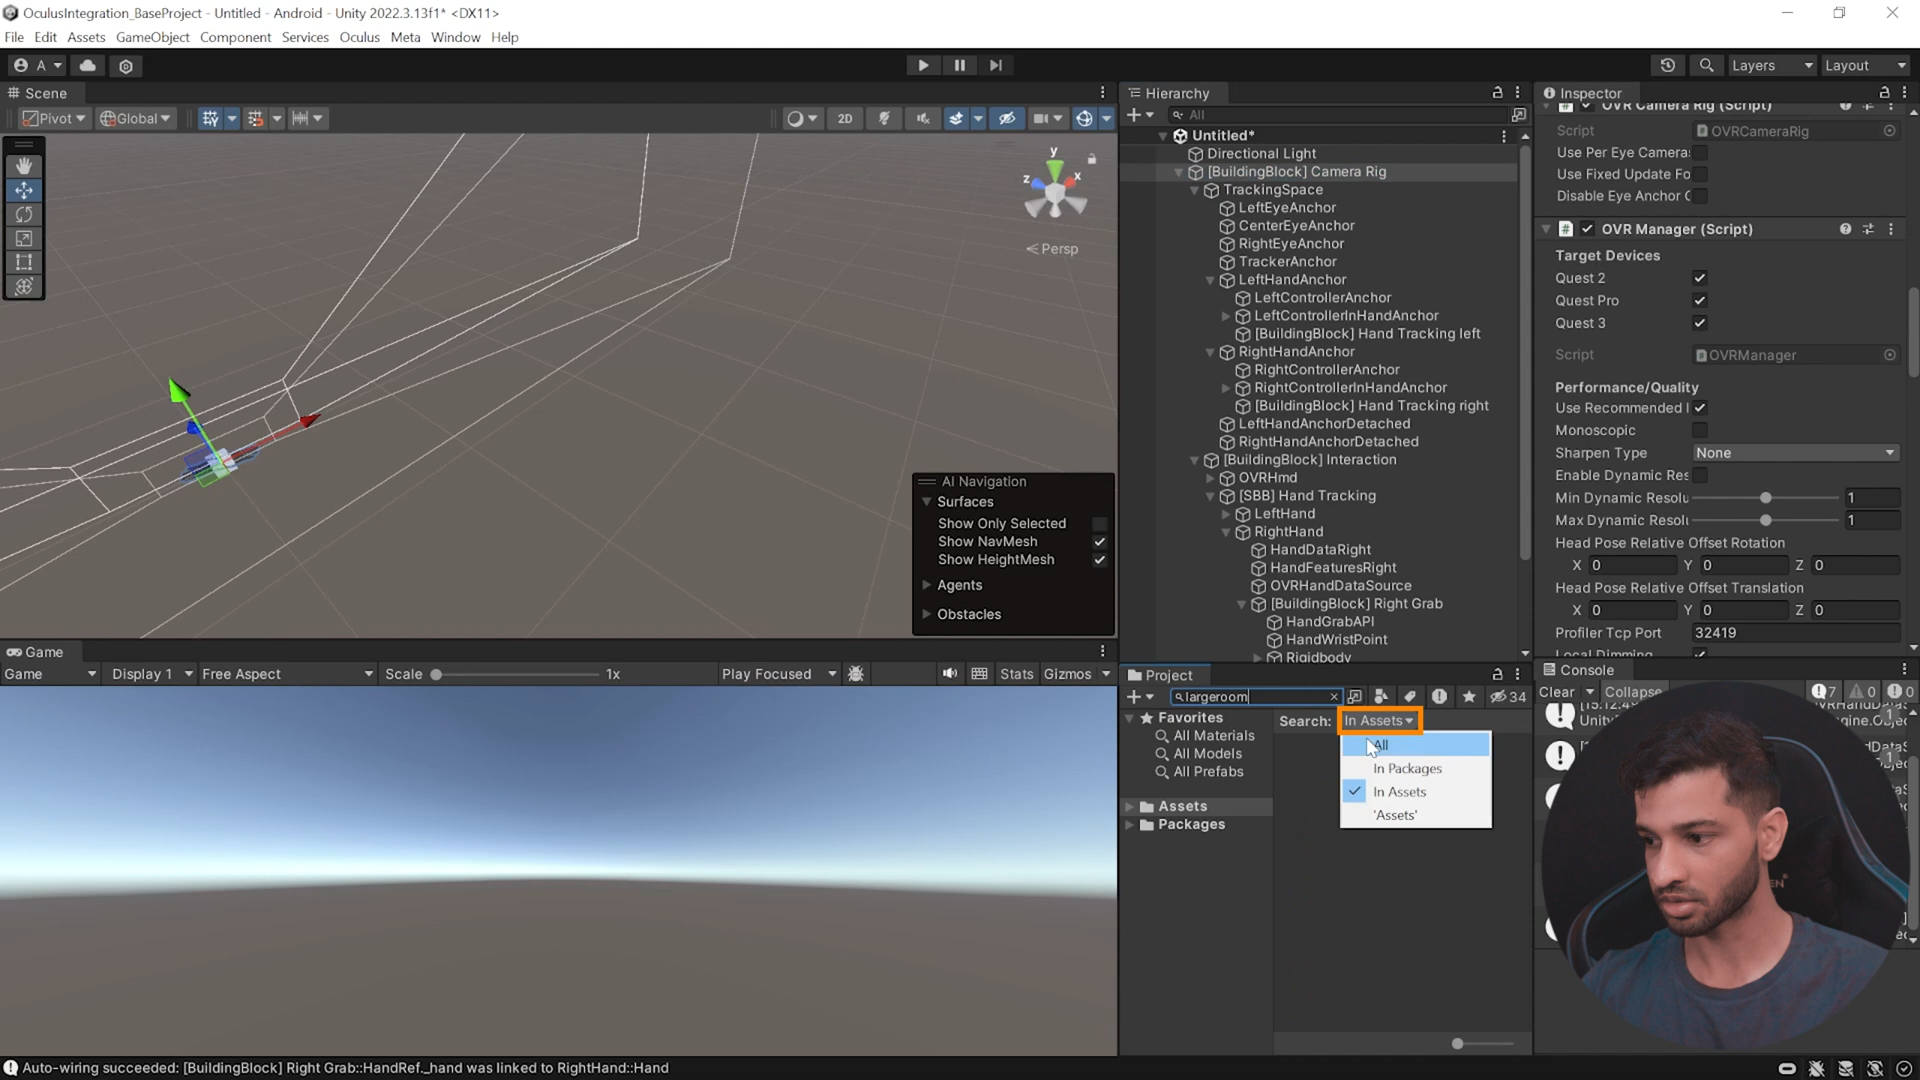 OculusIntegration_BaseProject - Untitled - Android - Unity 2022.3.13f1* <DX11>
File Edit Assets GameObject Component Services Oculus Meta Window Help
A Layers Layout
Scene
Pivot Global 2D
y
x
z
Persp
AI Navigation
Surfaces
Show Only Selected
Show NavMesh
Show HeightMesh
Agents
Obstacles
Game
Game Display 1 Free Aspect Scale 1x Play Focused Stats Gizmos
Hierarchy
All
Untitled*
Directional Light
[BuildingBlock] Camera Rig
TrackingSpace
LeftEyeAnchor
CenterEyeAnchor
RightEyeAnchor
TrackerAnchor
LeftHandAnchor
LeftControllerAnchor
LeftControllerInHandAnchor
[BuildingBlock] Hand Tracking left
RightHandAnchor
RightControllerAnchor
RightControllerInHandAnchor
[BuildingBlock] Hand Tracking right
LeftHandAnchorDetached
RightHandAnchorDetached
[BuildingBlock] Interaction
OVRHmd
[SBB] Hand Tracking
LeftHand
RightHand
HandDataRight
HandFeaturesRight
OVRHandDataSource
[BuildingBlock] Right Grab
HandGrabAPI
HandWristPoint
Rigidbody
Project
largeroom
34
Favorites
All Materials
All Models
All Prefabs
Assets
Packages
Search: In Assets
All
In Packages
In Assets
'Assets'
Inspector
OVR Camera Rig (Script)
Script OVRCameraRig
Use Per Eye Camera
Use Fixed Update Fo
Disable Eye Anchor C
OVR Manager (Script)
Target Devices
Quest 2
Quest Pro
Quest 3
Script OVRManager
Performance/Quality
Use Recommended
Monoscopic
Sharpen Type None
Enable Dynamic Res
Min Dynamic Resolu 1
Max Dynamic Resolu 1
Head Pose Relative Offset Rotation
X 0 Y 0 Z 0
Head Pose Relative Offset Translation
X 0 Y 0 Z 0
Profiler Tcp Port 32419
Local Dimming
Console
Clear Collapse 7 0 0
Auto-wiring succeeded: [BuildingBlock] Right Grab::HandRef._hand was linked to RightHand::Hand